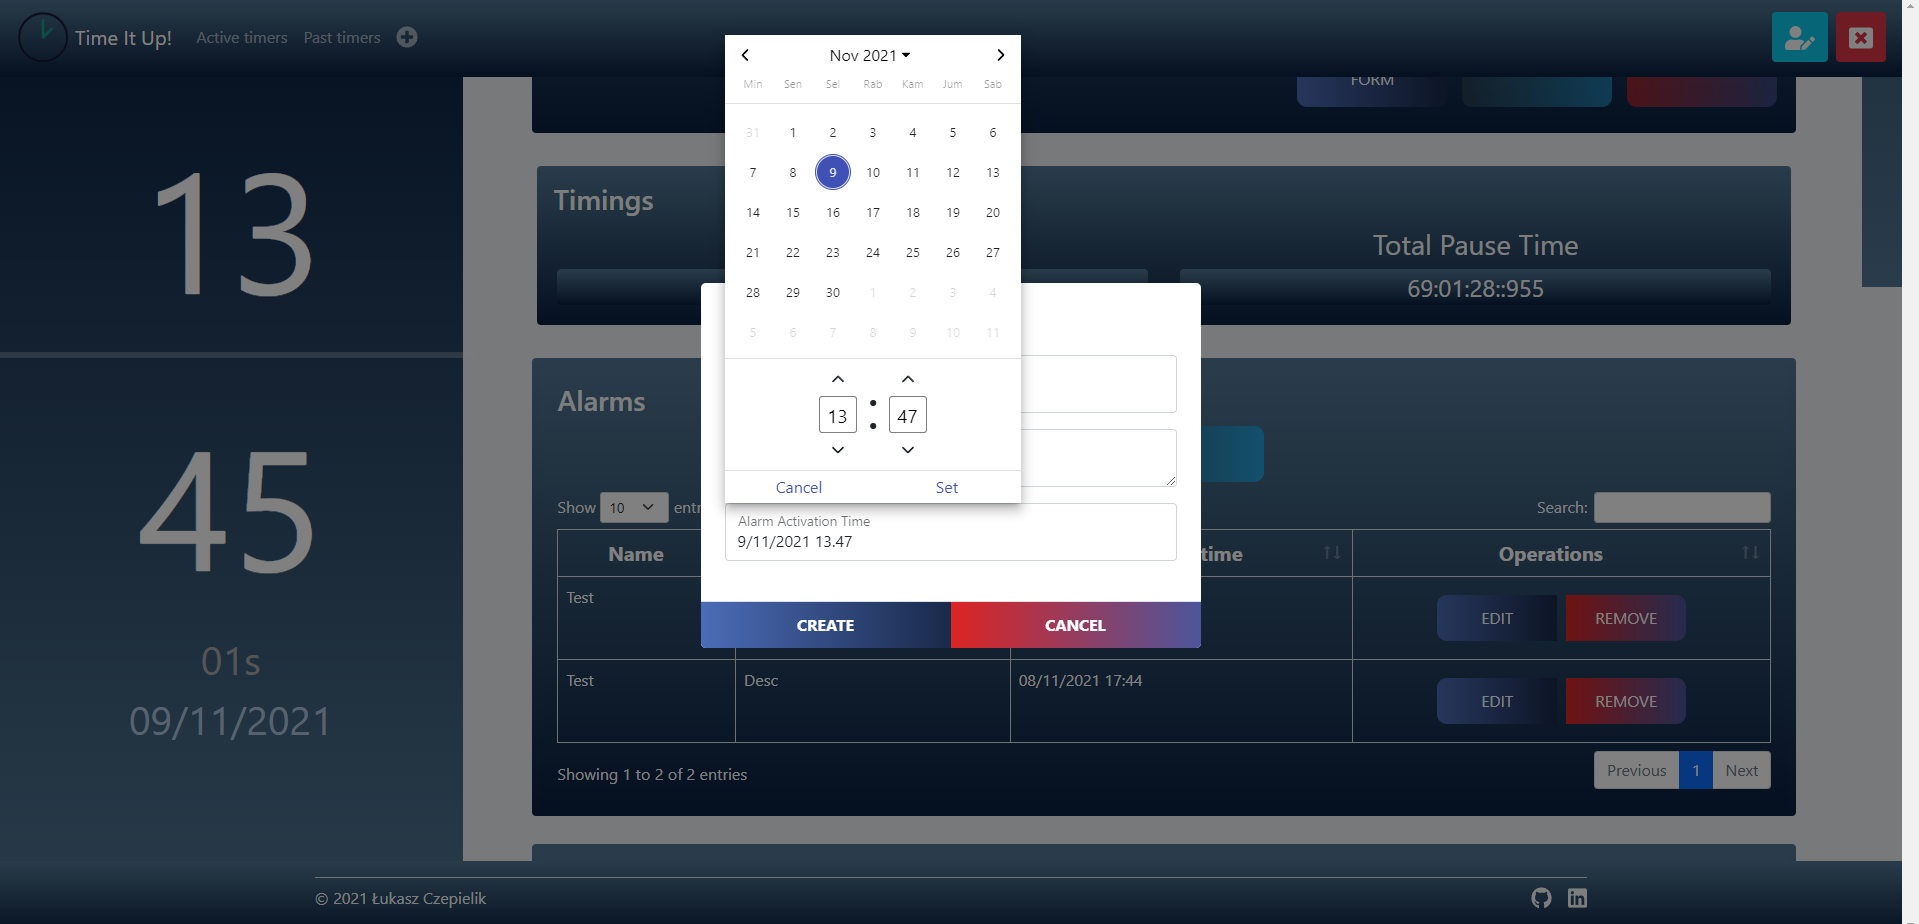 Time It Up!
Active timers
Past timers
FORM
13
45
01s
09/11/2021
Timings
Total Pause Time
69:01:28::955
Nov 2021
Min Sen Sel Rab Kam Jum Sab
31 1 2 3 4 5 6
7 8 9 10 11 12 13
14 15 16 17 18 19 20
21 22 23 24 25 26 27
28 29 30 1 2 3 4
5 6 7 8 9 10 11
13 : 47
Cancel Set
Alarm Activation Time
9/11/2021 13.47
CREATE CANCEL
Alarms
Show 10 entr
Search:
Name time Operations
Test EDIT REMOVE
Test Desc 08/11/2021 17:44 EDIT REMOVE
Showing 1 to 2 of 2 entries
Previous 1 Next
© 2021 Łukasz Czepielik